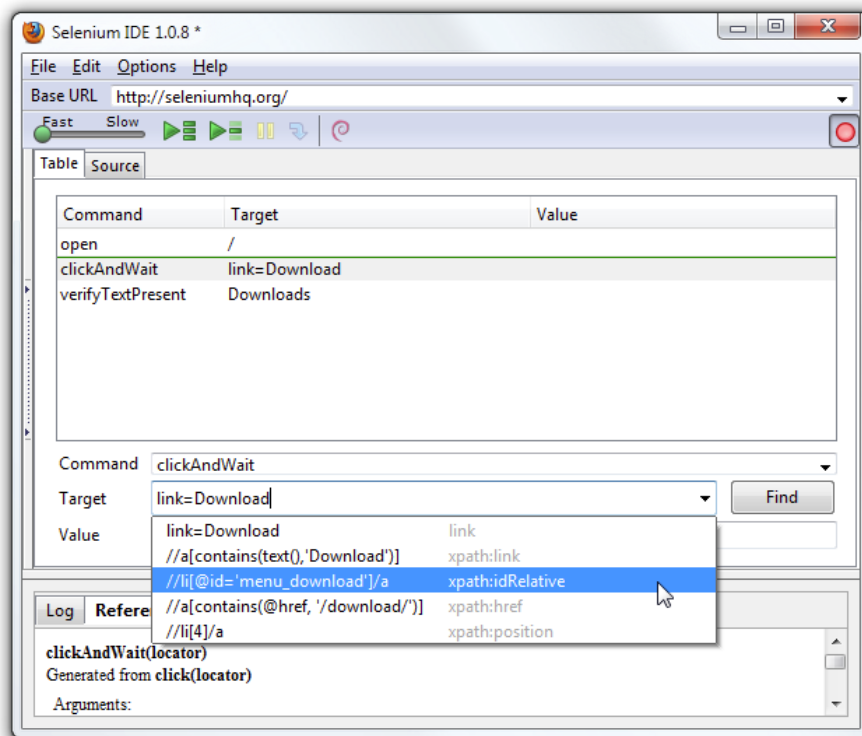 Selenium IDE 1.0.8 *
File Edit Options Help
Base URL http://seleniumhq.org/
Fast Slow
Table Source
Command Target Value
open /
clickAndWait link=Download
verifyTextPresent Downloads
Command clickAndWait
Target link=Download Find
Value
link=Download link
//a[contains(text(),'Download')] xpath:link
//li[@id='menu_download']/a xpath:idRelative
//a[contains(@href, '/download/')] xpath:href
//li[4]/a xpath:position
Log Refere
clickAndWait(locator)
Generated from click(locator)
Arguments: